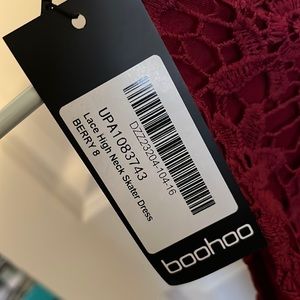 DZZ23204-104-16
UPA1083743
Lace High Neck Skater Dress
BERRY 8
boohoo